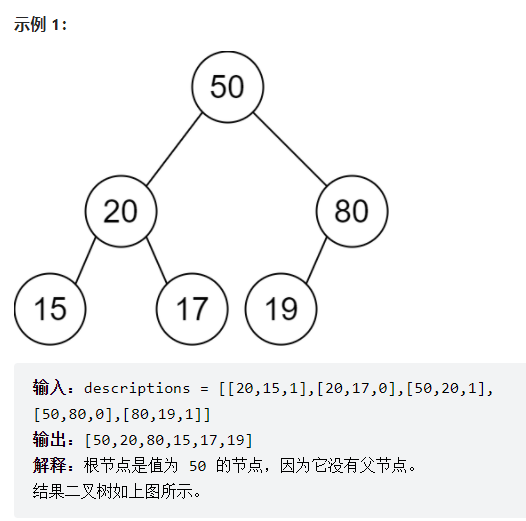 示例 1：
50
20
80
15
17
19
输入：descriptions = [[20,15,1],[20,17,0],[50,20,1],
[50,80,0],[80,19,1]]
输出：[50,20,80,15,17,19]
解释：根节点是值为 50 的节点，因为它没有父节点。
结果二叉树如上图所示。